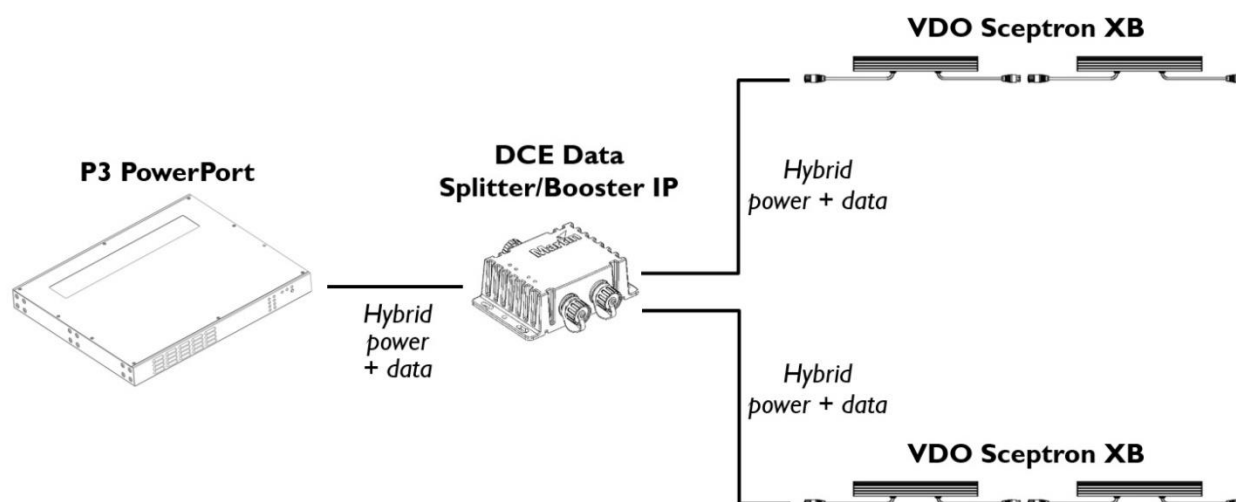 VDO Sceptron XB
P3 PowerPort
DCE Data
Splitter/Booster IP
Martin
Hybrid
power + data
Hybrid
power
+ data
Hybrid
power + data
VDO Sceptron XB